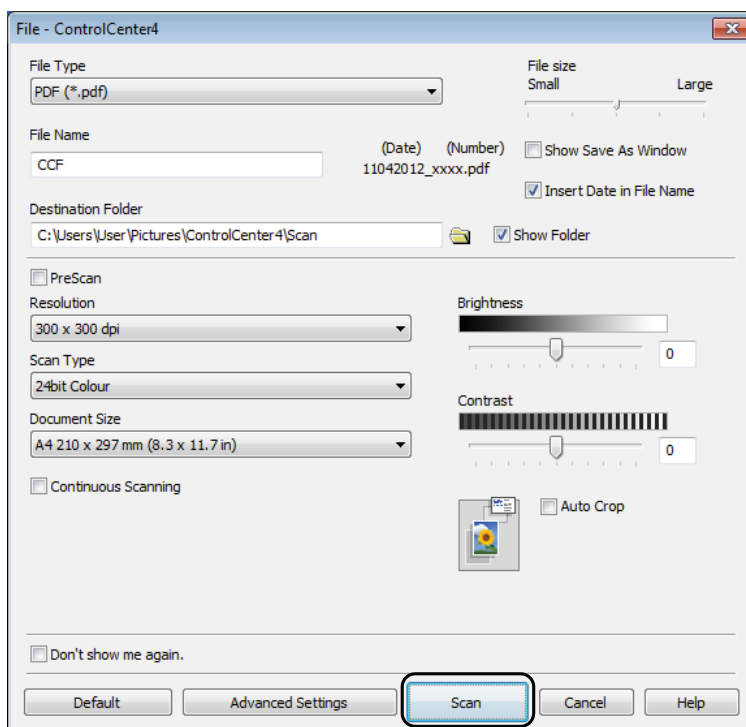 File - ControlCenter4
File Type
PDF (*.pdf)
File size
Small Large
File Name
CCF
(Date) (Number)
11042012_xxxx.pdf
Show Save As Window
Insert Date in File Name
Destination Folder
C:\Users\User\Pictures\ControlCenter4\Scan
Show Folder
PreScan
Resolution
300 x 300 dpi
Scan Type
24bit Colour
Document Size
A4 210 x 297 mm (8.3 x 11.7 in)
Continuous Scanning
Brightness
0
Contrast
0
Auto Crop
Don't show me again.
Default Advanced Settings Scan Cancel Help